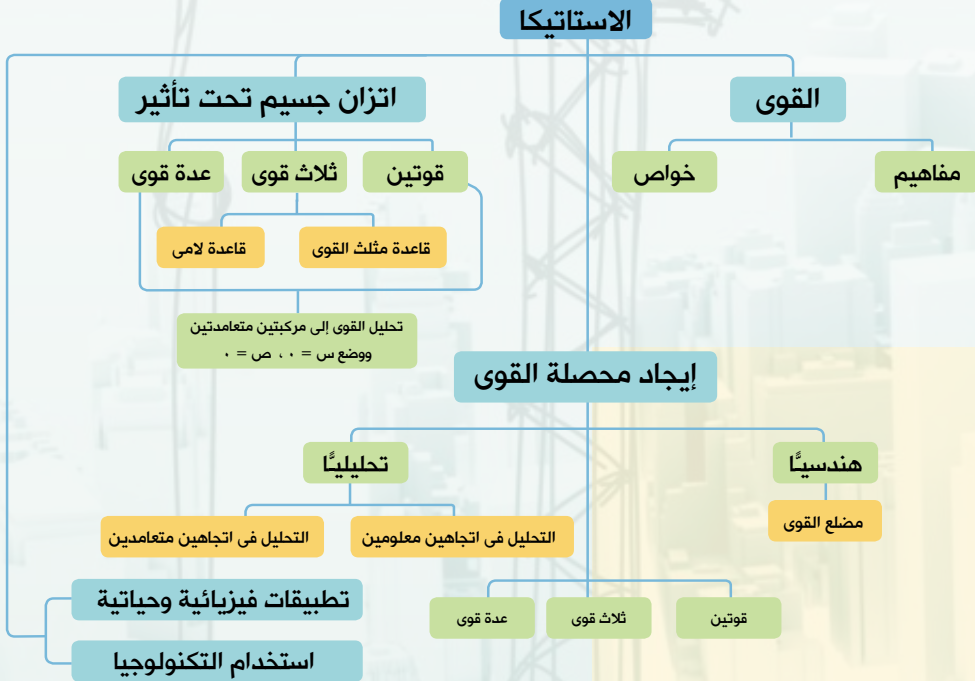 الاستاتيكا
القوى
اتزان جسيم تحت تأثير
مفاهيم
خواص
قوتين
ثلاث قوى
عدة قوى
قاعدة مثلث القوى
قاعدة لامى
تحليل القوى إلى مركبتين متعامدتين
ووضع س = ٠ ، ص = ٠
إيجاد محصلة القوى
هندسيًّا
تحليليًّا
مضلع القوى
التحليل فى اتجاهين معلومين
التحليل فى اتجاهين متعامدين
قوتين
ثلاث قوى
عدة قوى
تطبيقات فيزيائية وحياتية
استخدام التكنولوجيا